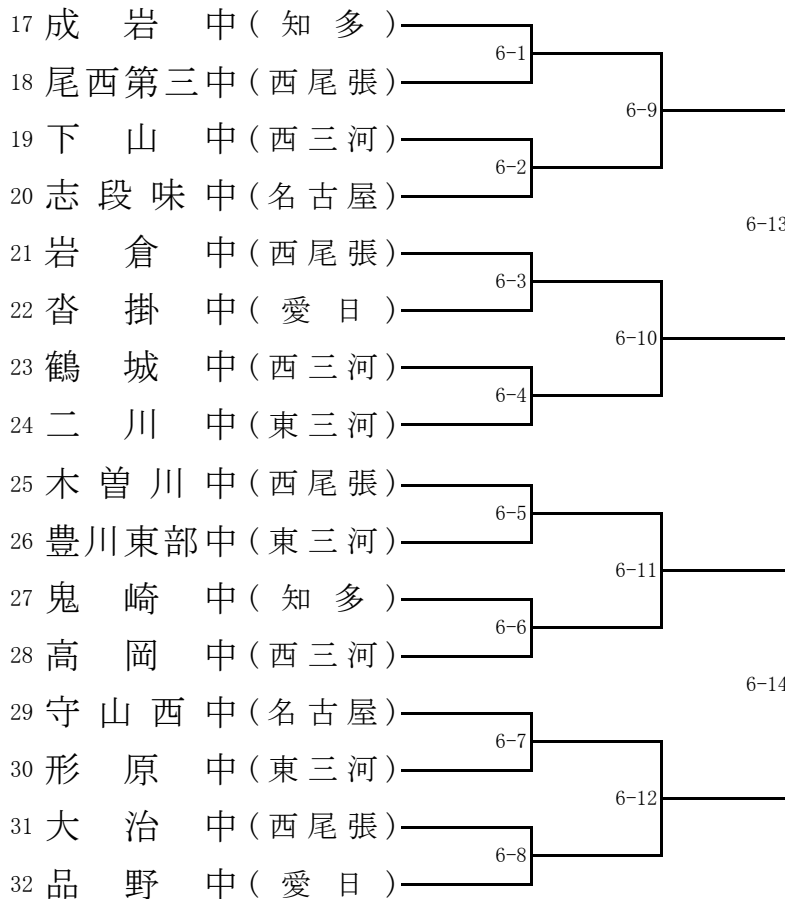 17 成岩中(知多)
6-1
18 尾西第三中(西尾張)
6-9
19 下山中(西三河)
6-2
20 志段味中(名古屋)
6-13
21 岩倉中(西尾張)
6-3
22 沓掛中(愛日)
6-10
23 鶴城中(西三河)
6-4
24 二川中(東三河)
25 木曽川中(西尾張)
6-5
26 豊川東部中(東三河)
6-11
27 鬼崎中(知多)
6-6
28 高岡中(西三河)
6-14
29 守山西中(名古屋)
6-7
30 形原中(東三河)
6-12
31 大治中(西尾張)
6-8
32 品野中(愛日)